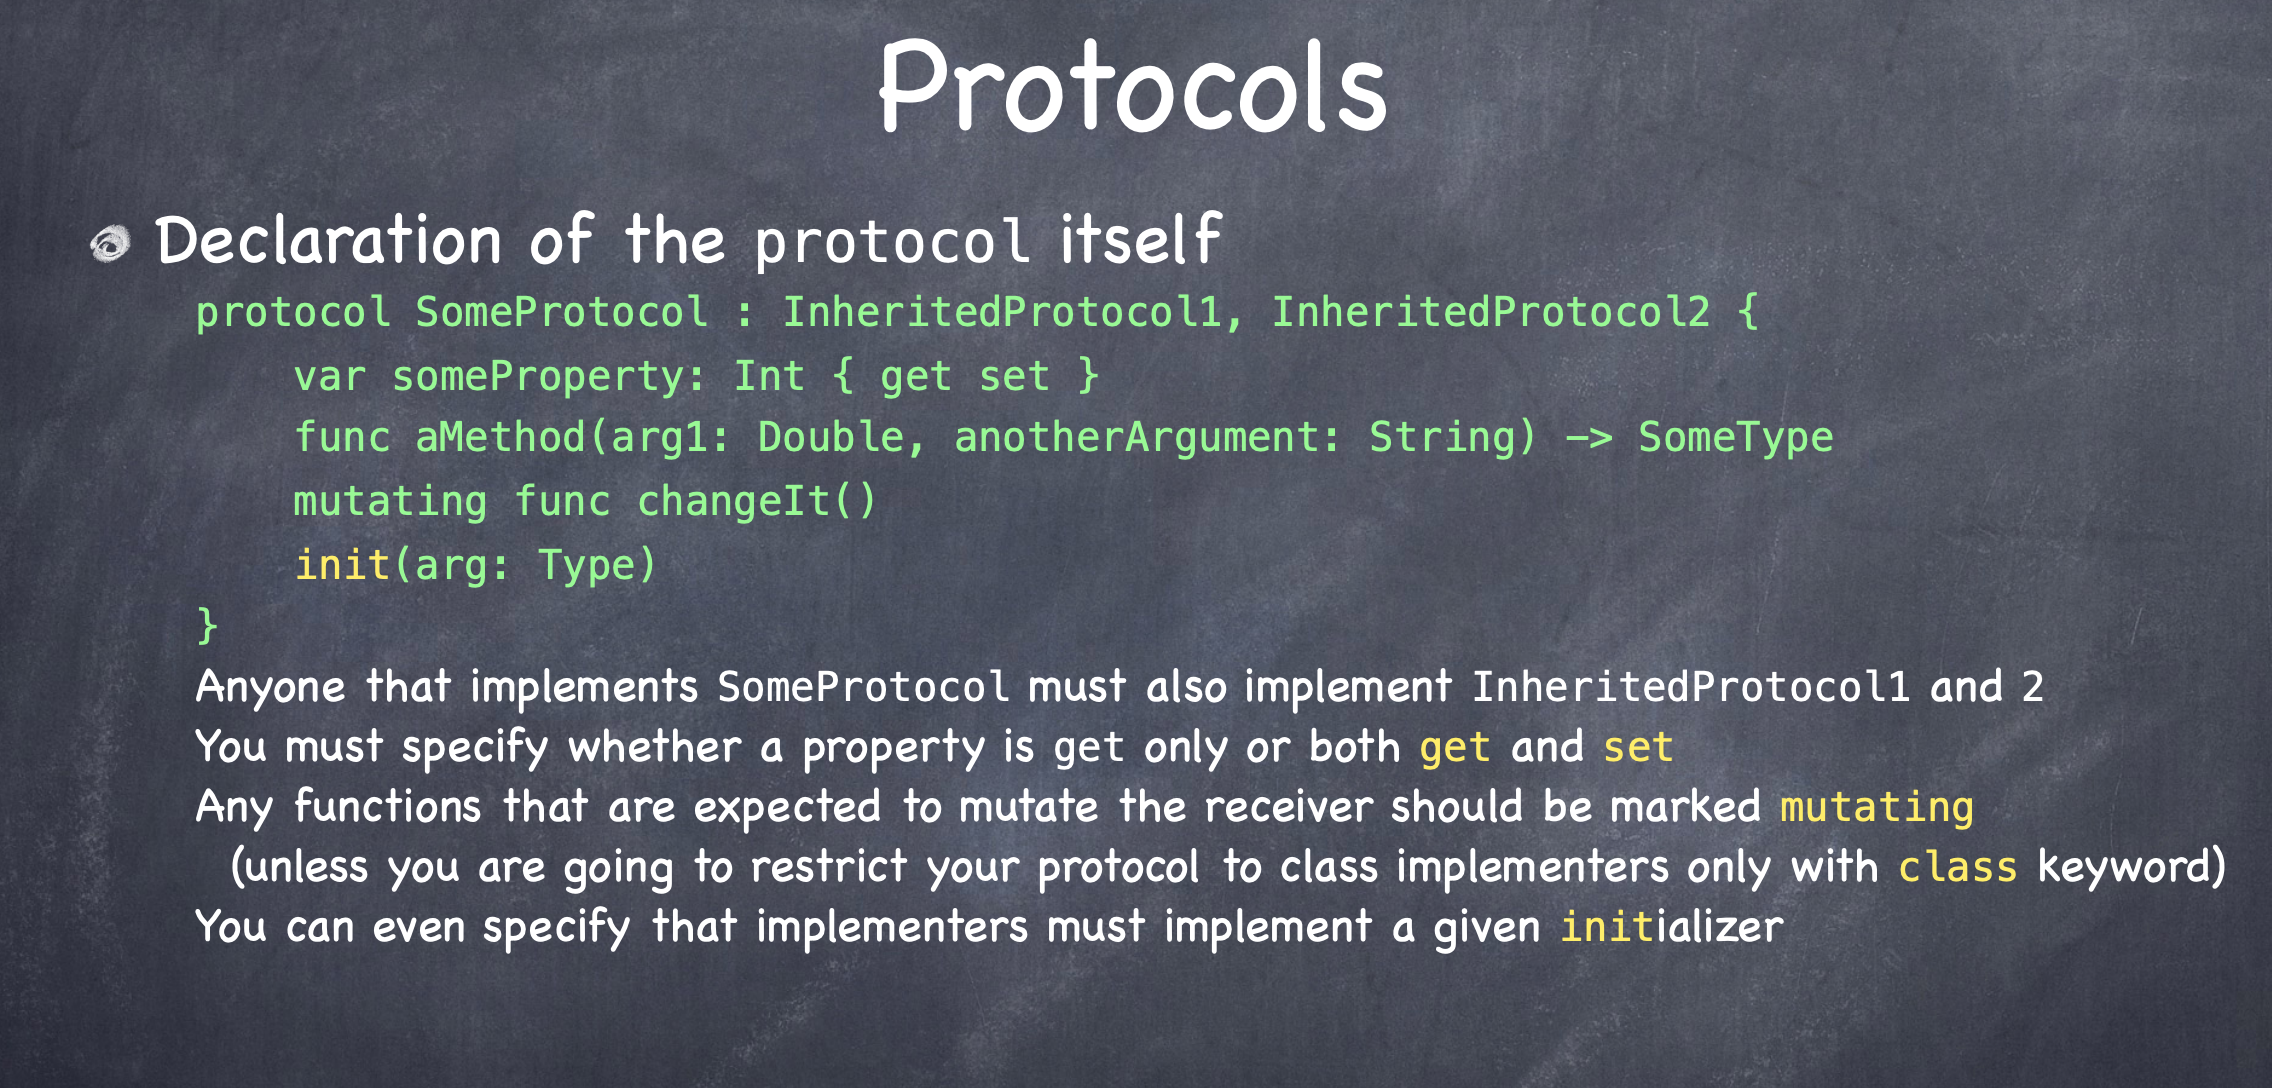 Protocols
Declaration of the protocol itself
protocol SomeProtocol : InheritedProtocol1, InheritedProtocol2 {
var someProperty: Int { get set }
func aMethod(arg1: Double, anotherArgument: String) -> SomeType
mutating func changeIt()
init(arg: Type)
}
Anyone that implements SomeProtocol must also implement InheritedProtocol1 and 2
You must specify whether a property is get only or both get and set
Any functions that are expected to mutate the receiver should be marked mutating
(unless you are going to restrict your protocol to class implementers only with class keyword)
You can even specify that implementers must implement a given initializer